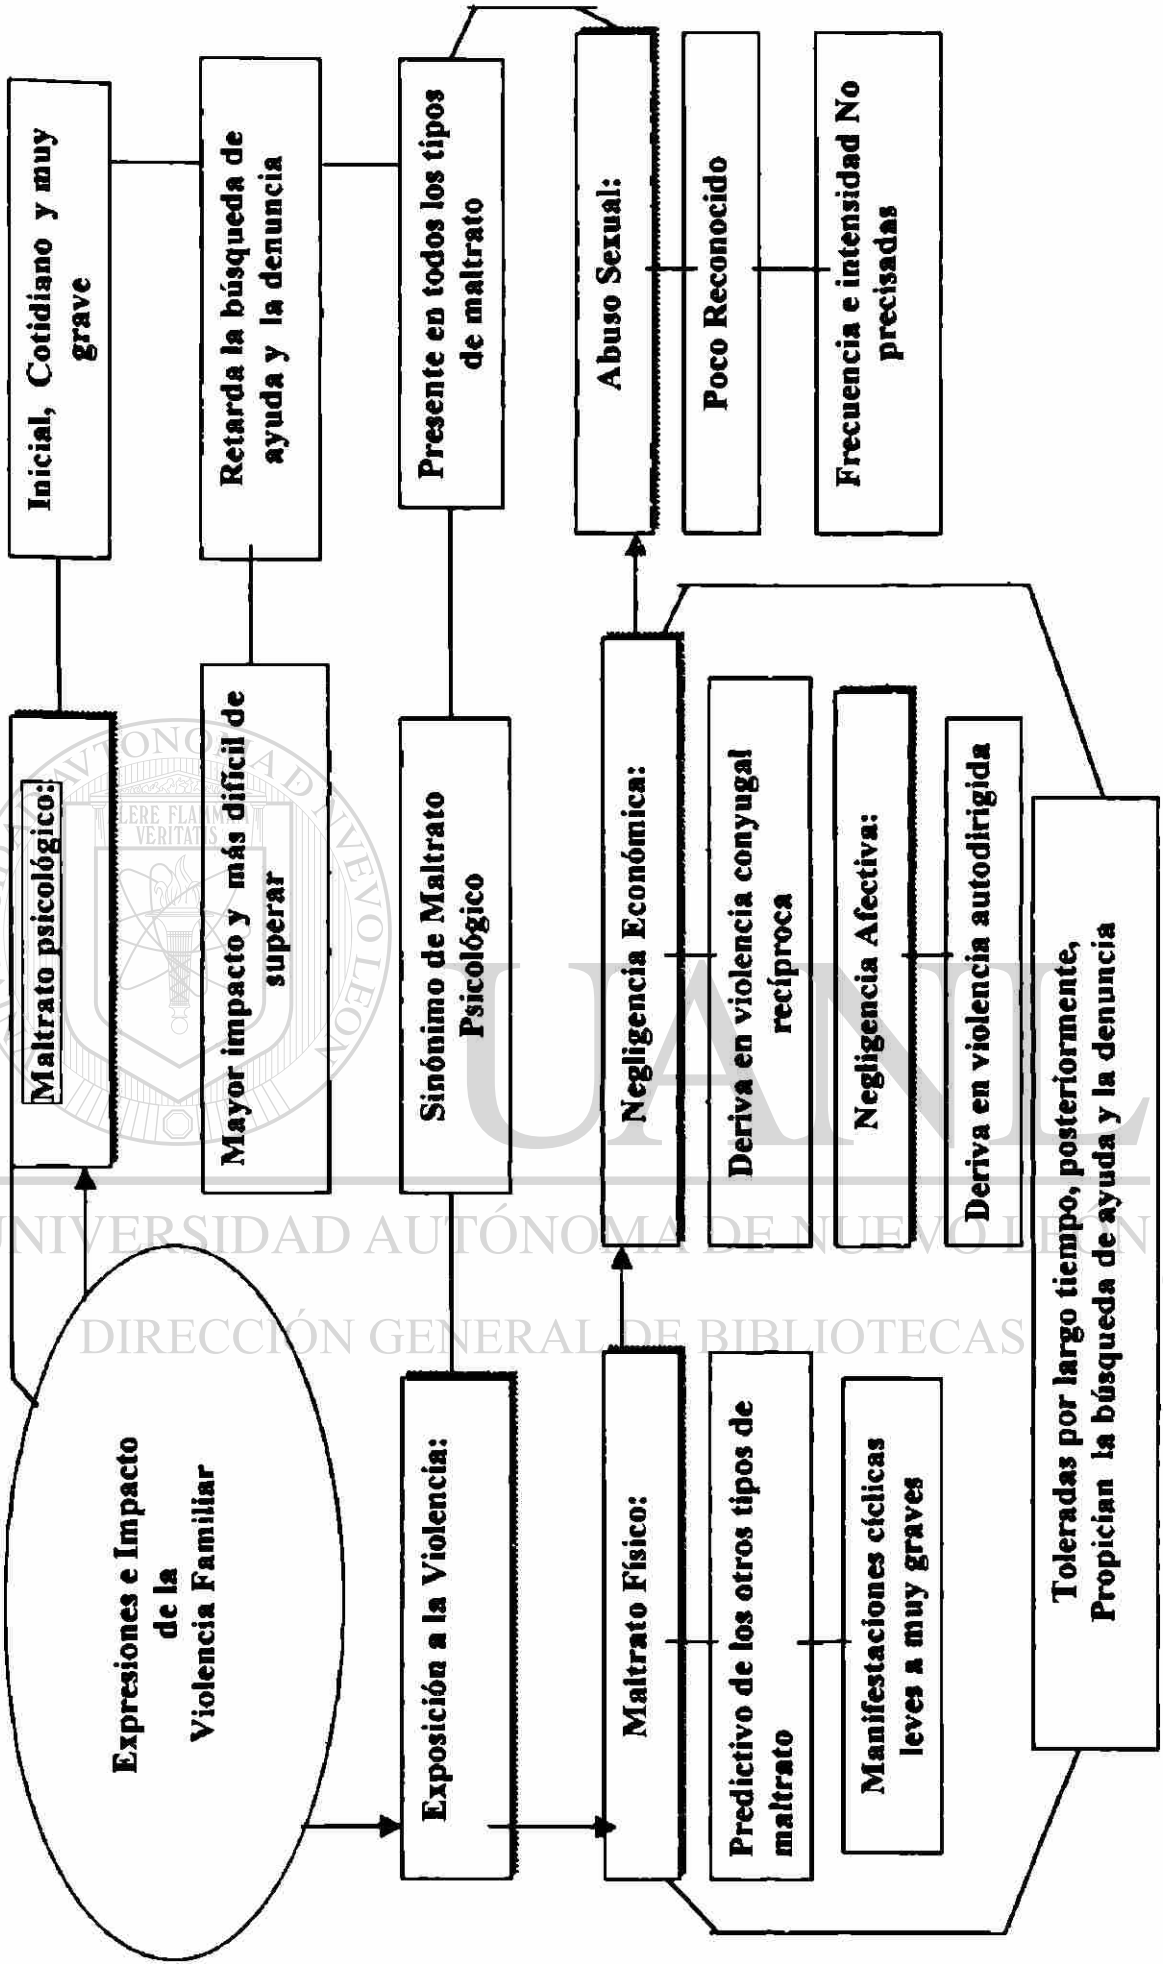 Expresiones e Impacto
de la
Violencia Familiar
Maltrato psicológico:
Inicial, Cotidiano y muy
grave
Mayor impacto y más difícil de
superar
Retarda la búsqueda de
ayuda y la denuncia
Exposición a la Violencia:
Sinónimo de Maltrato
Psicológico
Presente en todos los tipos
de maltrato
Maltrato Físico:
Predictivo de los otros tipos de
maltrato
Manifestaciones cíclicas
leves a muy graves
Negligencia Económica:
Deriva en violencia conyugal
recíproca
Negligencia Afectiva:
Deriva en violencia autodirigida
Abuso Sexual:
Poco Reconocido
Frecuencia e intensidad No
precisadas
Toleradas por largo tiempo, posteriormente,
Propician la búsqueda de ayuda y la denuncia
UANL
UNIVERSIDAD AUTÓNOMA DE NUEVO LEÓN
DIRECCIÓN GENERAL DE BIBLIOTECAS